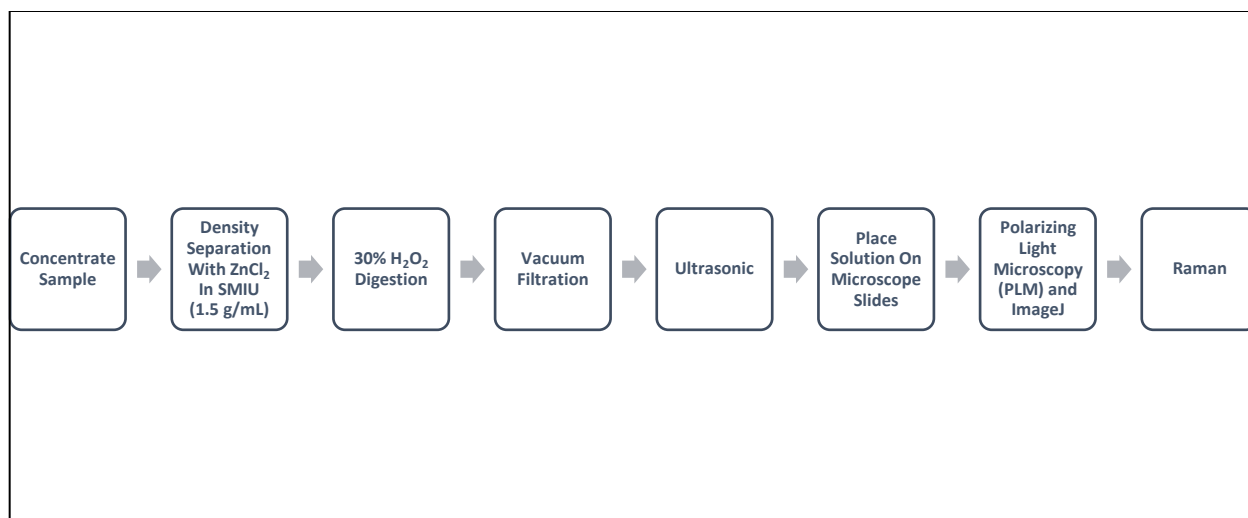 Concentrate
Sample
Density
Separation
With ZnCl₂
In SMIU
(1.5 g/mL)
30% H₂O₂
Digestion
Vacuum
Filtration
Ultrasonic
Place
Solution On
Microscope
Slides
Polarizing
Light
Microscopy
(PLM) and
ImageJ
Raman